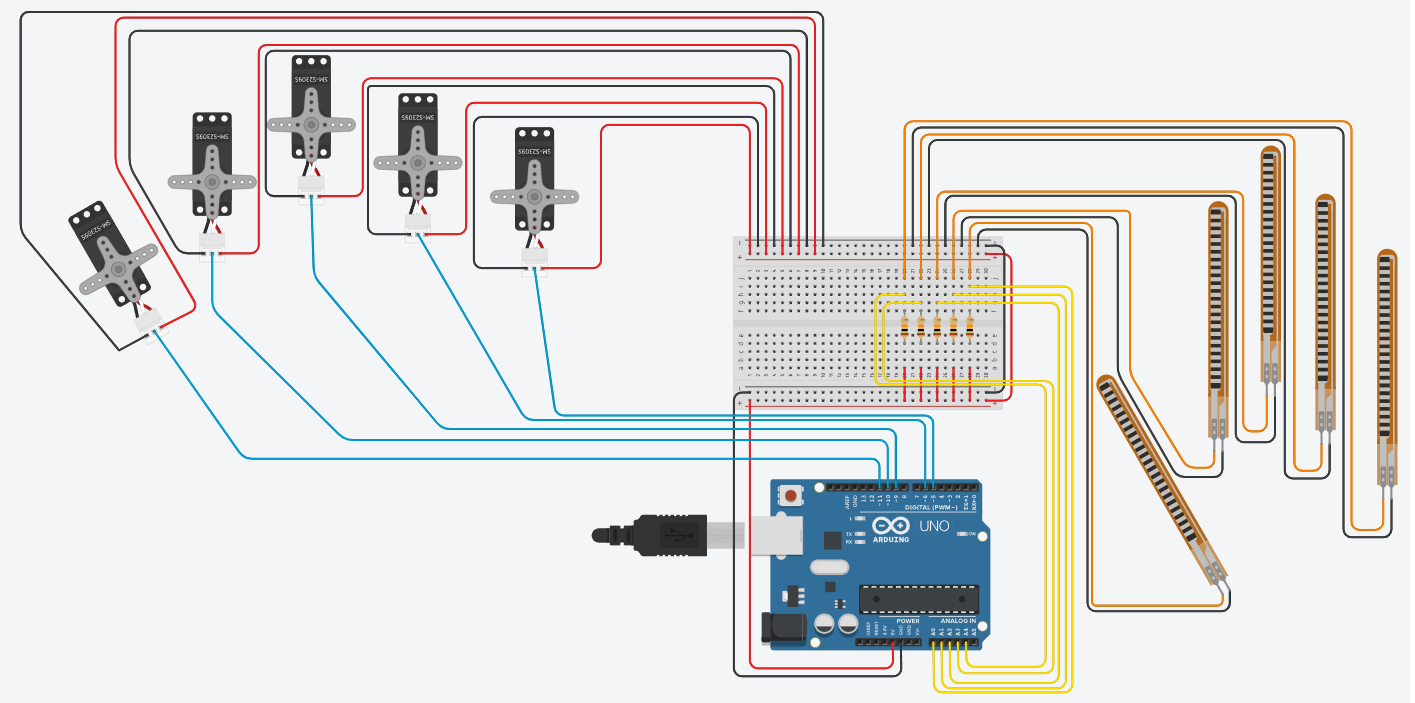 SM-S2309S
SM-S2309S
SM-S2309S
SM-S2309S
SM-S2309S
AREF
GND
13
12
~11
~10
~9
8
7
~6
~5
4
~3
2
TX→1
RX←0
DIGITAL (PWM~)
L
TX
RX
UNO
ARDUINO
ON
POWER
ANALOG IN
IOREF
RESET
3.3V
5V
GND
GND
Vin
A0
A1
A2
A3
A4
A5